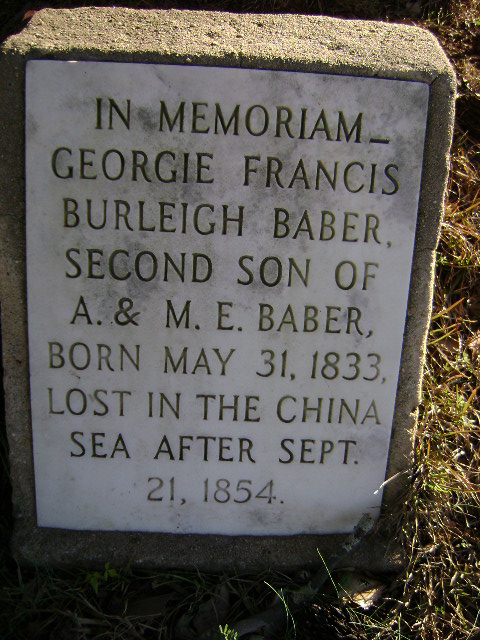 IN MEMORIAM_
GEORGIE FRANCIS
BURLEIGH BABER,
SECOND SON OF
A. & M. E. BABER,
BORN MAY 31, 1833,
LOST IN THE CHINA
SEA AFTER SEPT.
21, 1854.